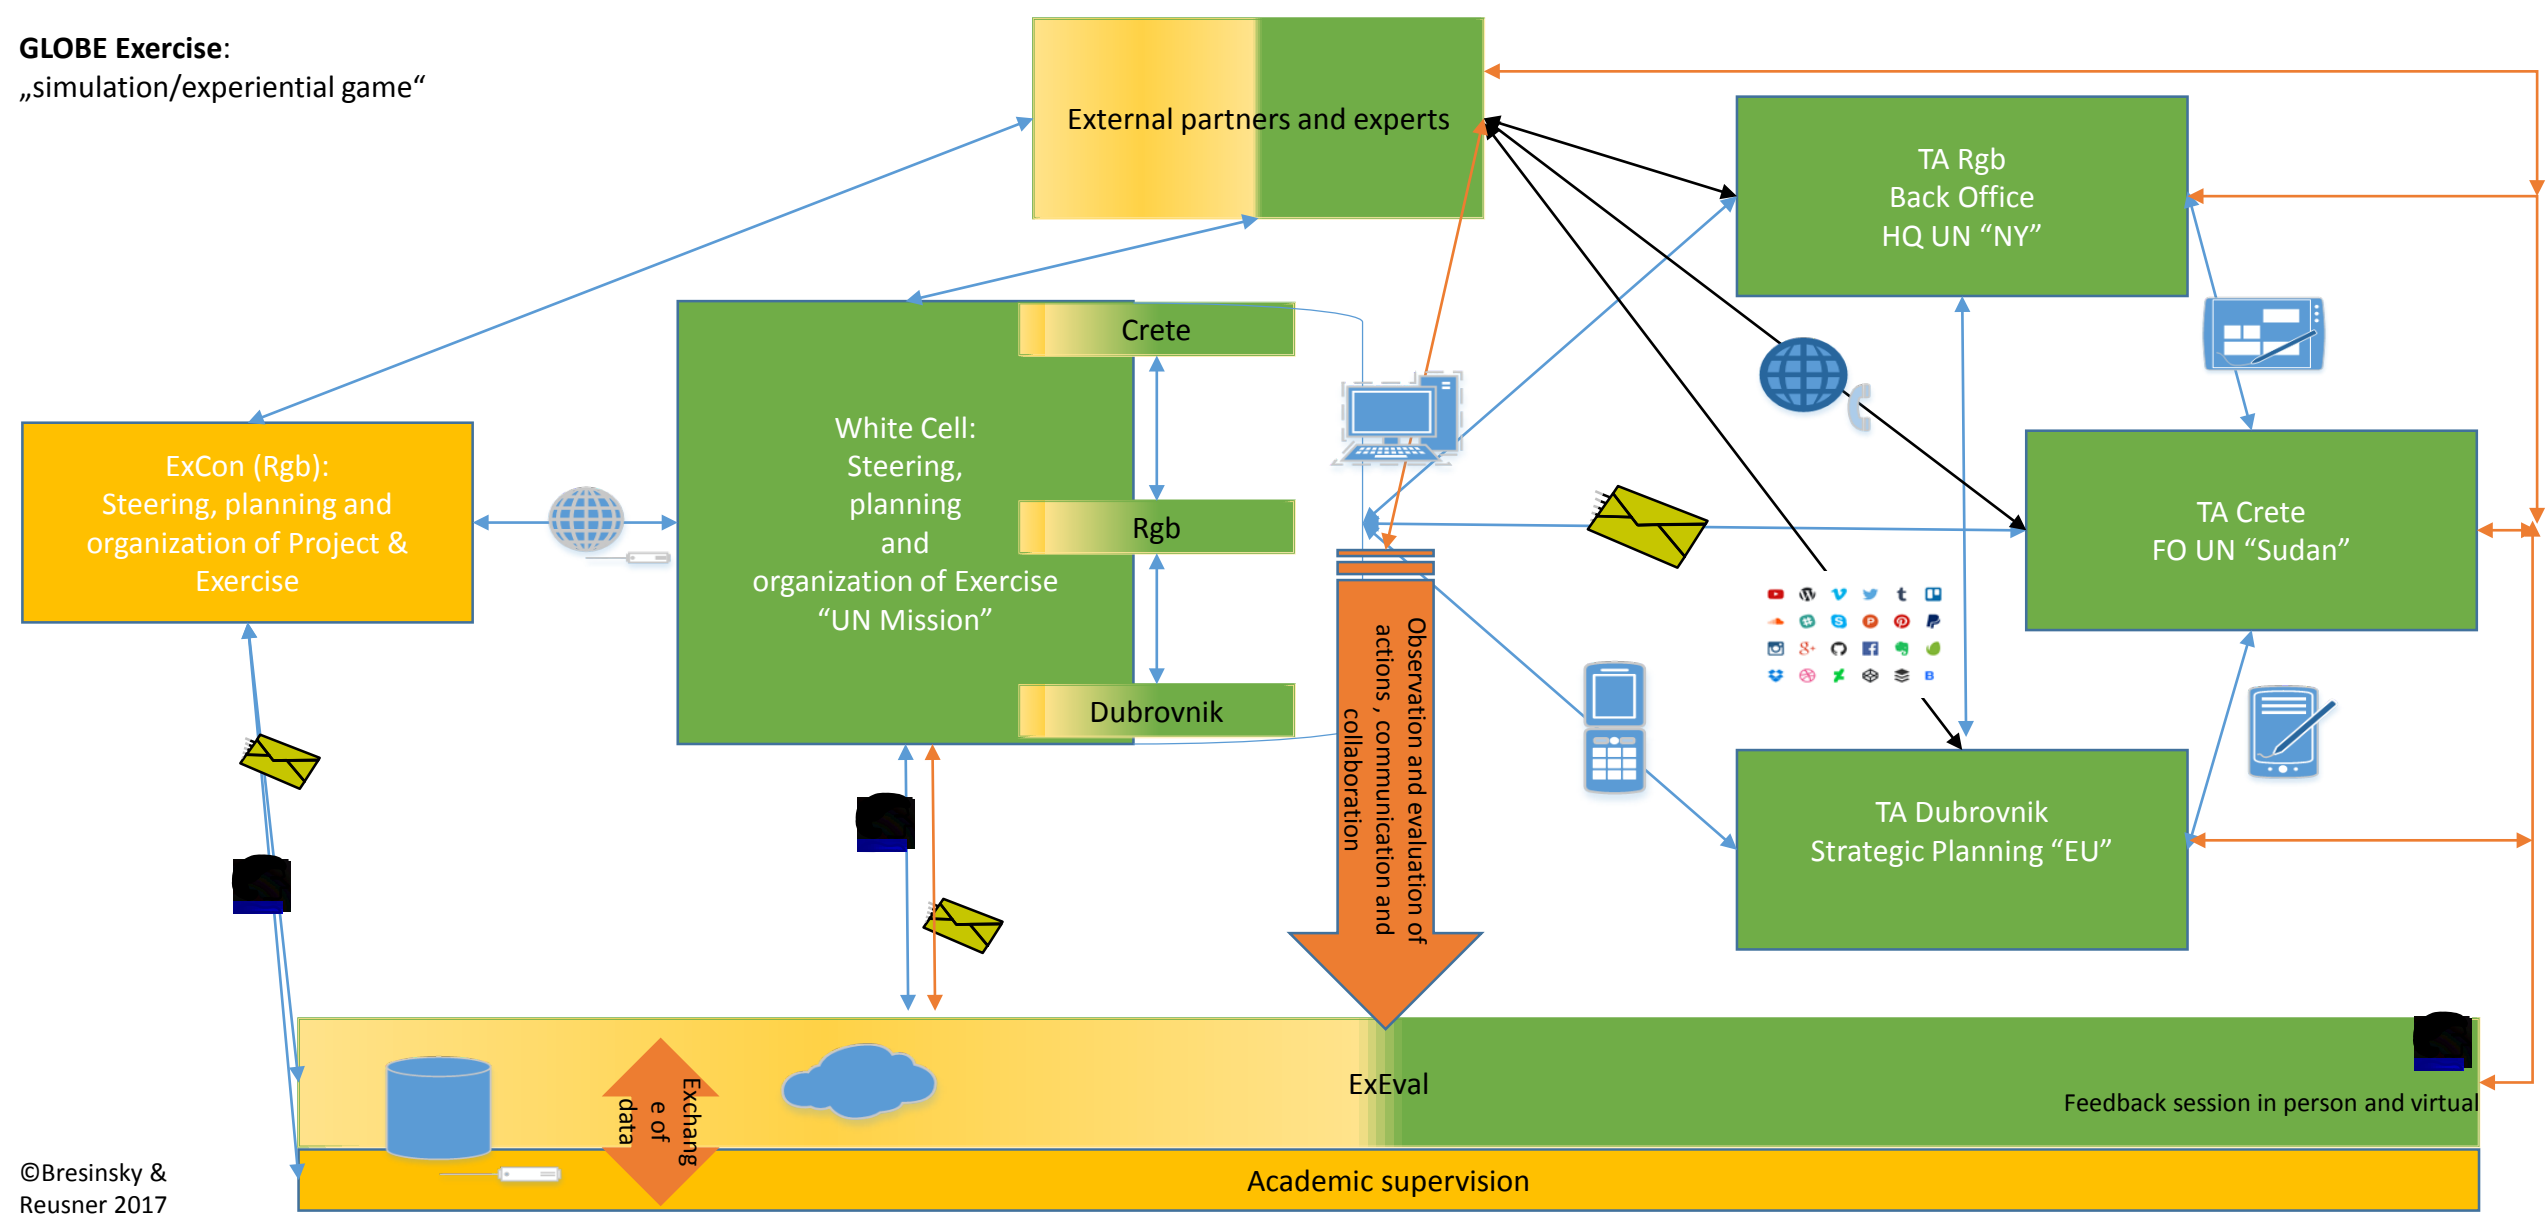 GLOBE Exercise:
„simulation/experiential game“
External partners and experts
TA Rgb
Back Office
HQ UN “NY”
Crete
White Cell:
Steering,
planning
and
organization of Exercise
“UN Mission”
Rgb
Dubrovnik
ExCon (Rgb):
Steering, planning and
organization of Project &
Exercise
TA Crete
FO UN “Sudan”
Observation and evaluation of
actions , communication and
collaboration
TA Dubrovnik
Strategic Planning “EU”
Exchang
e of
data
ExEval
Feedback session in person and virtual
Academic supervision
©Bresinsky &
Reusner 2017